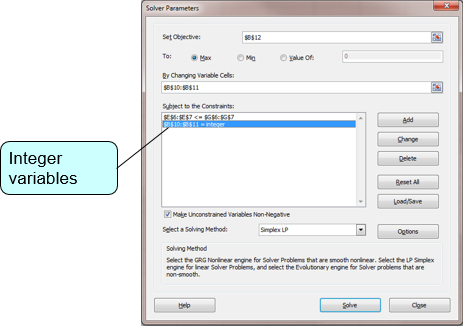 Solver Parameters
Set Objective: $B$12
To: Max Min Value Of: 0
By Changing Variable Cells:
$B$10:$B$11
Subject to the Constraints:
$E$6:$E$7 <= $G$6:$G$7
$B$10:$B$11 = integer
Add
Change
Delete
Reset All
Load/Save
Integer
variables
Make Unconstrained Variables Non-Negative
Select a Solving Method: Simplex LP Options
Solving Method
Select the GRG Nonlinear engine for Solver Problems that are smooth nonlinear. Select the LP Simplex
engine for linear Solver Problems, and select the Evolutionary engine for Solver problems that are
non-smooth.
Help Solve Close